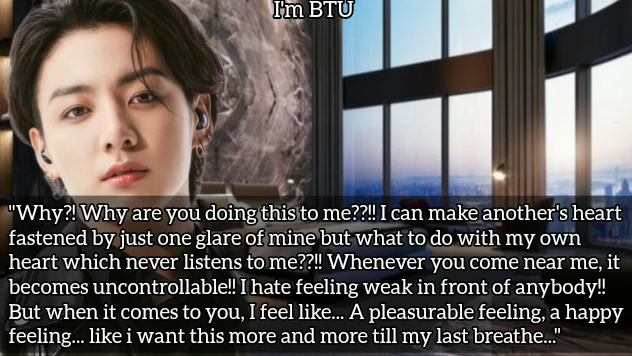 I'm BTU
"Why?! Why are you doing this to me??!! I can make another's heart
fastened by just one glare of mine but what to do with my own
heart which never listens to me??!! Whenever you come near me, it
becomes uncontrollable!! I hate feeling weak in front of anybody!!
But when it comes to you, I feel like... A pleasurable feeling, a happy
feeling... like i want this more and more till my last breathe..."